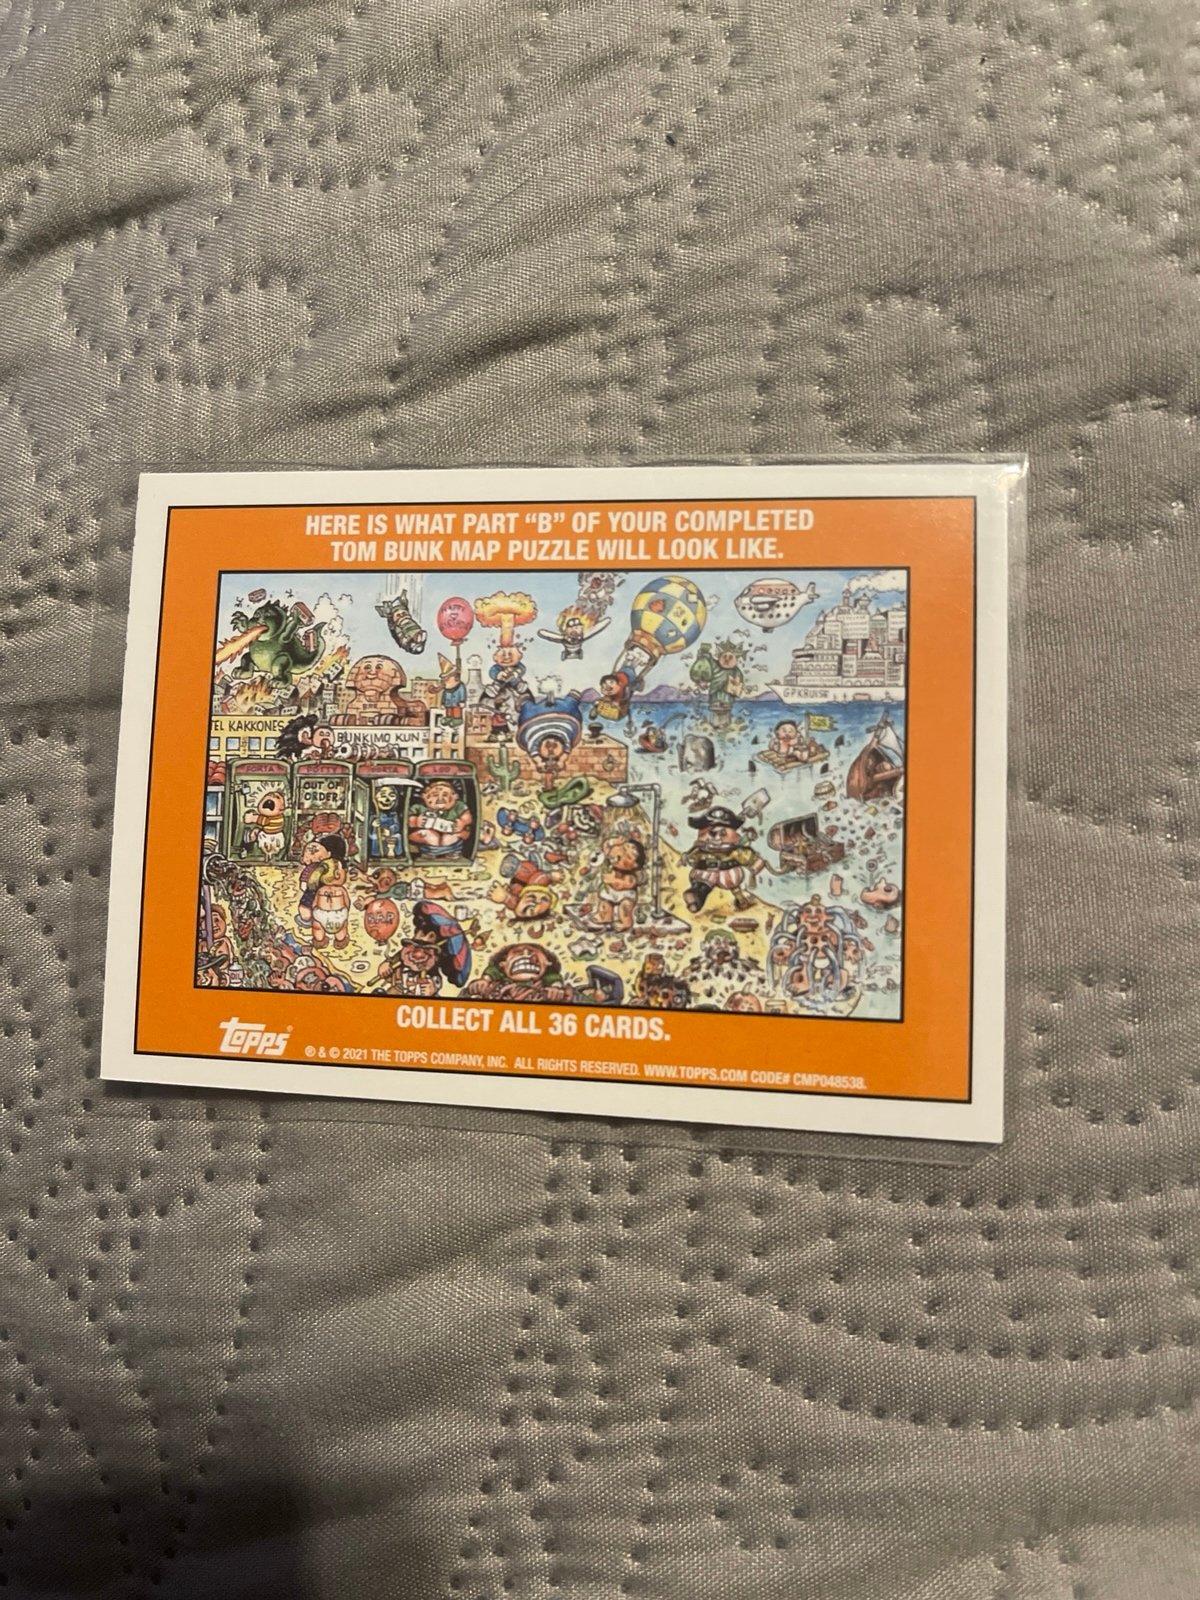 HERE IS WHAT PART “B” OF YOUR COMPLETED
TOM BUNK MAP PUZZLE WILL LOOK LIKE.
GPKRUISE
TEL KAKKONES
BUNKIMO KUN
OUT OF
ORDER
LOO
BAR
COLLECT ALL 36 CARDS.
topps®
® & © 2021 THE TOPPS COMPANY, INC. ALL RIGHTS RESERVED. WWW.TOPPS.COM CODE# CMP048538.